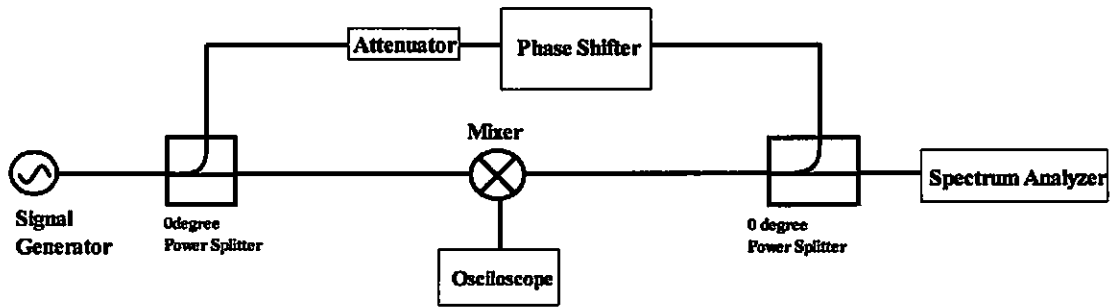 Attenuator
Phase Shifter
Mixer
Signal
Generator
0degree
Power Splitter
Osciloscope
0 degree
Power Splitter
Spectrum Analyzer